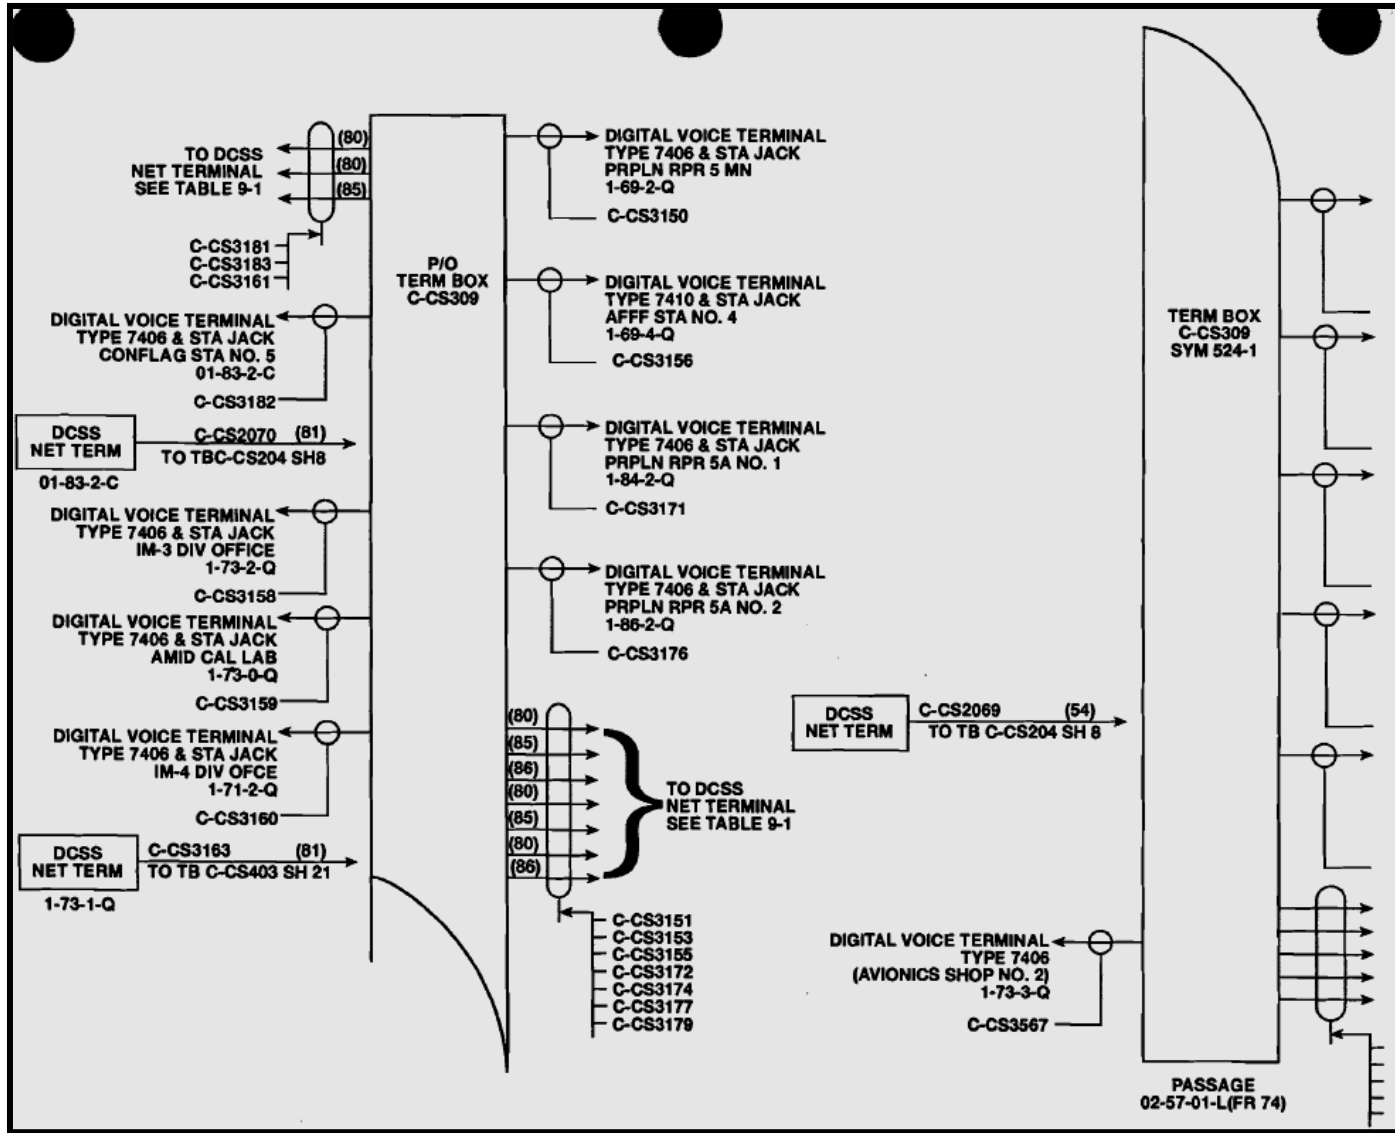 TO DCSS
NET TERMINAL
SEE TABLE 9-1
(80)
(80)
(85)
C-CS3181
C-CS3183
C-CS3161
DIGITAL VOICE TERMINAL
TYPE 7406 & STA JACK
CONFLAG STA NO. 5
01-83-2-C
C-CS3182
DCSS
NET TERM
01-83-2-C
C-CS2070 (81)
TO TBC-CS204 SH8
DIGITAL VOICE TERMINAL
TYPE 7406 & STA JACK
IM-3 DIV OFFICE
1-73-2-Q
C-CS3158
DIGITAL VOICE TERMINAL
TYPE 7406 & STA JACK
AMID CAL LAB
1-73-0-Q
C-CS3159
DIGITAL VOICE TERMINAL
TYPE 7406 & STA JACK
IM-4 DIV OFCE
1-71-2-Q
C-CS3160
DCSS
NET TERM
1-73-1-Q
C-CS3163 (81)
TO TB C-CS403 SH 21
P/O
TERM BOX
C-CS309
DIGITAL VOICE TERMINAL
TYPE 7406 & STA JACK
PRPLN RPR 5 MN
1-69-2-Q
C-CS3150
DIGITAL VOICE TERMINAL
TYPE 7410 & STA JACK
AFFF STA NO. 4
1-69-4-Q
C-CS3156
DIGITAL VOICE TERMINAL
TYPE 7406 & STA JACK
PRPLN RPR 5A NO. 1
1-84-2-Q
C-CS3171
DIGITAL VOICE TERMINAL
TYPE 7406 & STA JACK
PRPLN RPR 5A NO. 2
1-86-2-Q
C-CS3176
(80)
(85)
(86)
(80)
(85)
(80)
(86)
TO DCSS
NET TERMINAL
SEE TABLE 9-1
C-CS3151
C-CS3153
C-CS3155
C-CS3172
C-CS3174
C-CS3177
C-CS3179
TERM BOX
C-CS309
SYM 524-1
DCSS
NET TERM
C-CS2069 (54)
TO TB C-CS204 SH 8
DIGITAL VOICE TERMINAL
TYPE 7406
(AVIONICS SHOP NO. 2)
1-73-3-Q
C-CS3567
PASSAGE
02-57-01-L(FR 74)